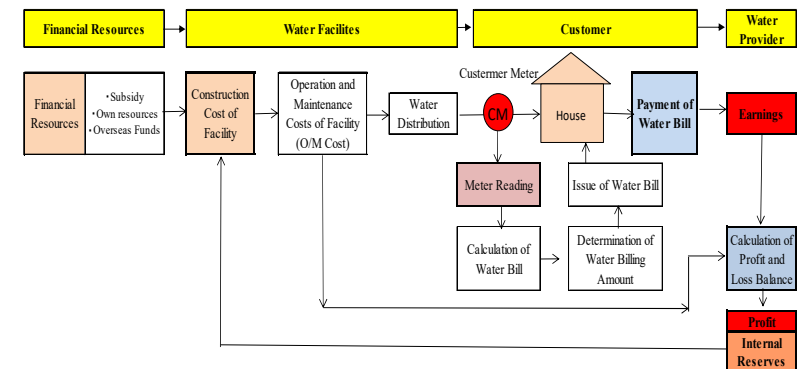 Financial Resources
Water Facilites
Customer
Water
Provider
Financial
Resources
・Subsidy
・Own resources
・Overseas Funds
Construction
Cost of
Facility
Operation and
Maintenance
Costs of Facility
(O/M Cost)
Water
Distribution
Custermer Meter
CM
House
Payment of
Water Bill
Earnings
Meter Reading
Issue of Water Bill
Calculation of
Water Bill
Determination of
Water Billing
Amount
Calculation of
Profit and
Loss Balance
Profit
Internal
Reserves